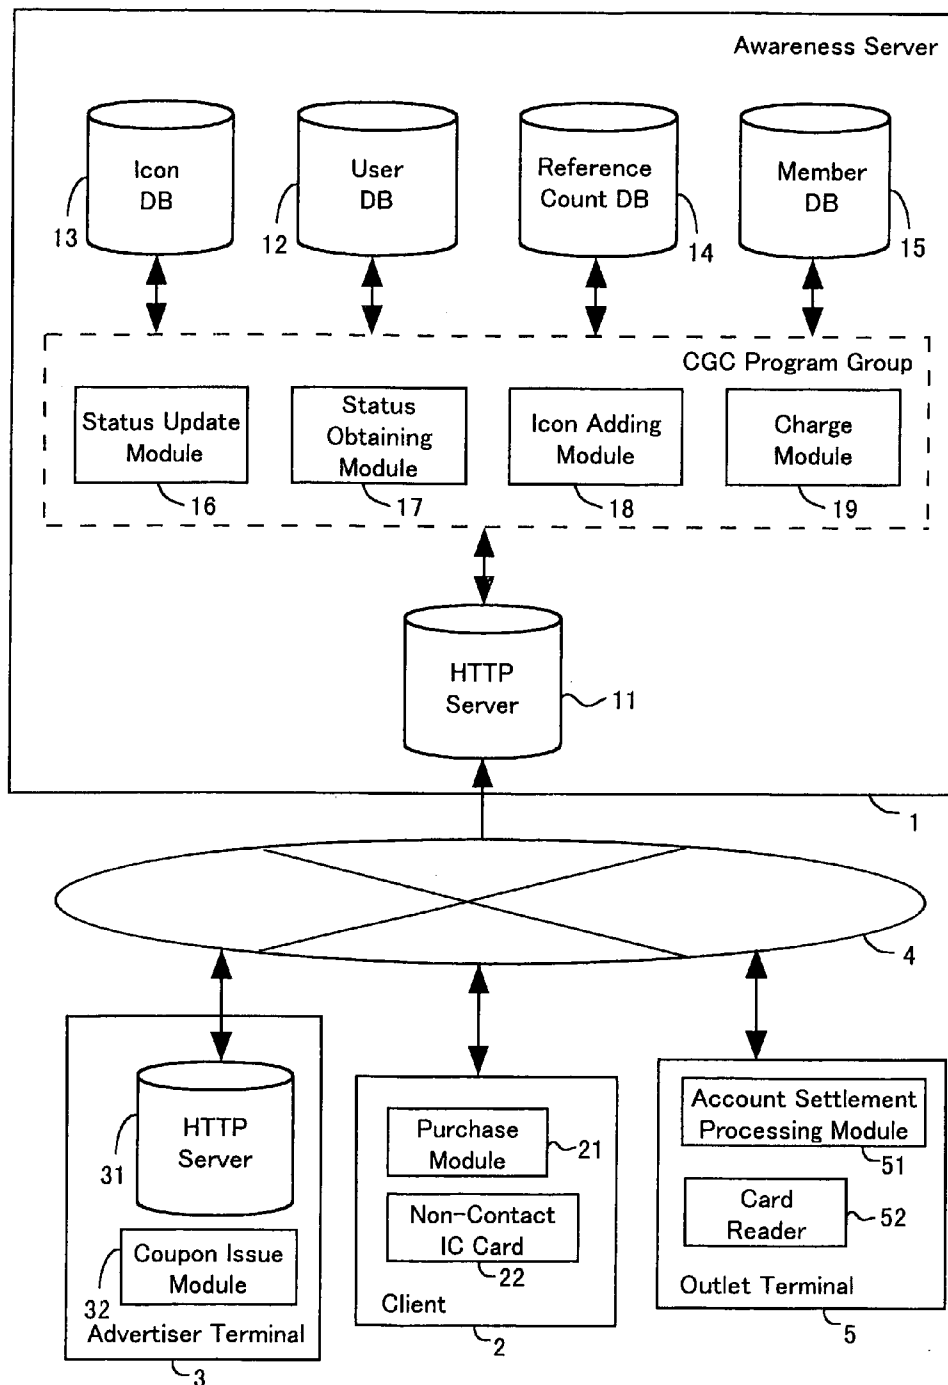 Awareness Server
Icon
DB
13
User
DB
12
Reference
Count DB
14
Member
DB
15
CGC Program Group
Status Update
Module
16
Status
Obtaining
Module
17
Icon Adding
Module
18
Charge
Module
19
HTTP
Server
11
1
4
HTTP
Server
31
Coupon Issue
Module
32
Advertiser Terminal
3
Purchase
Module
21
Non-Contact
IC Card
22
Client
2
Account Settlement
Processing Module
51
Card
Reader
52
Outlet Terminal
5